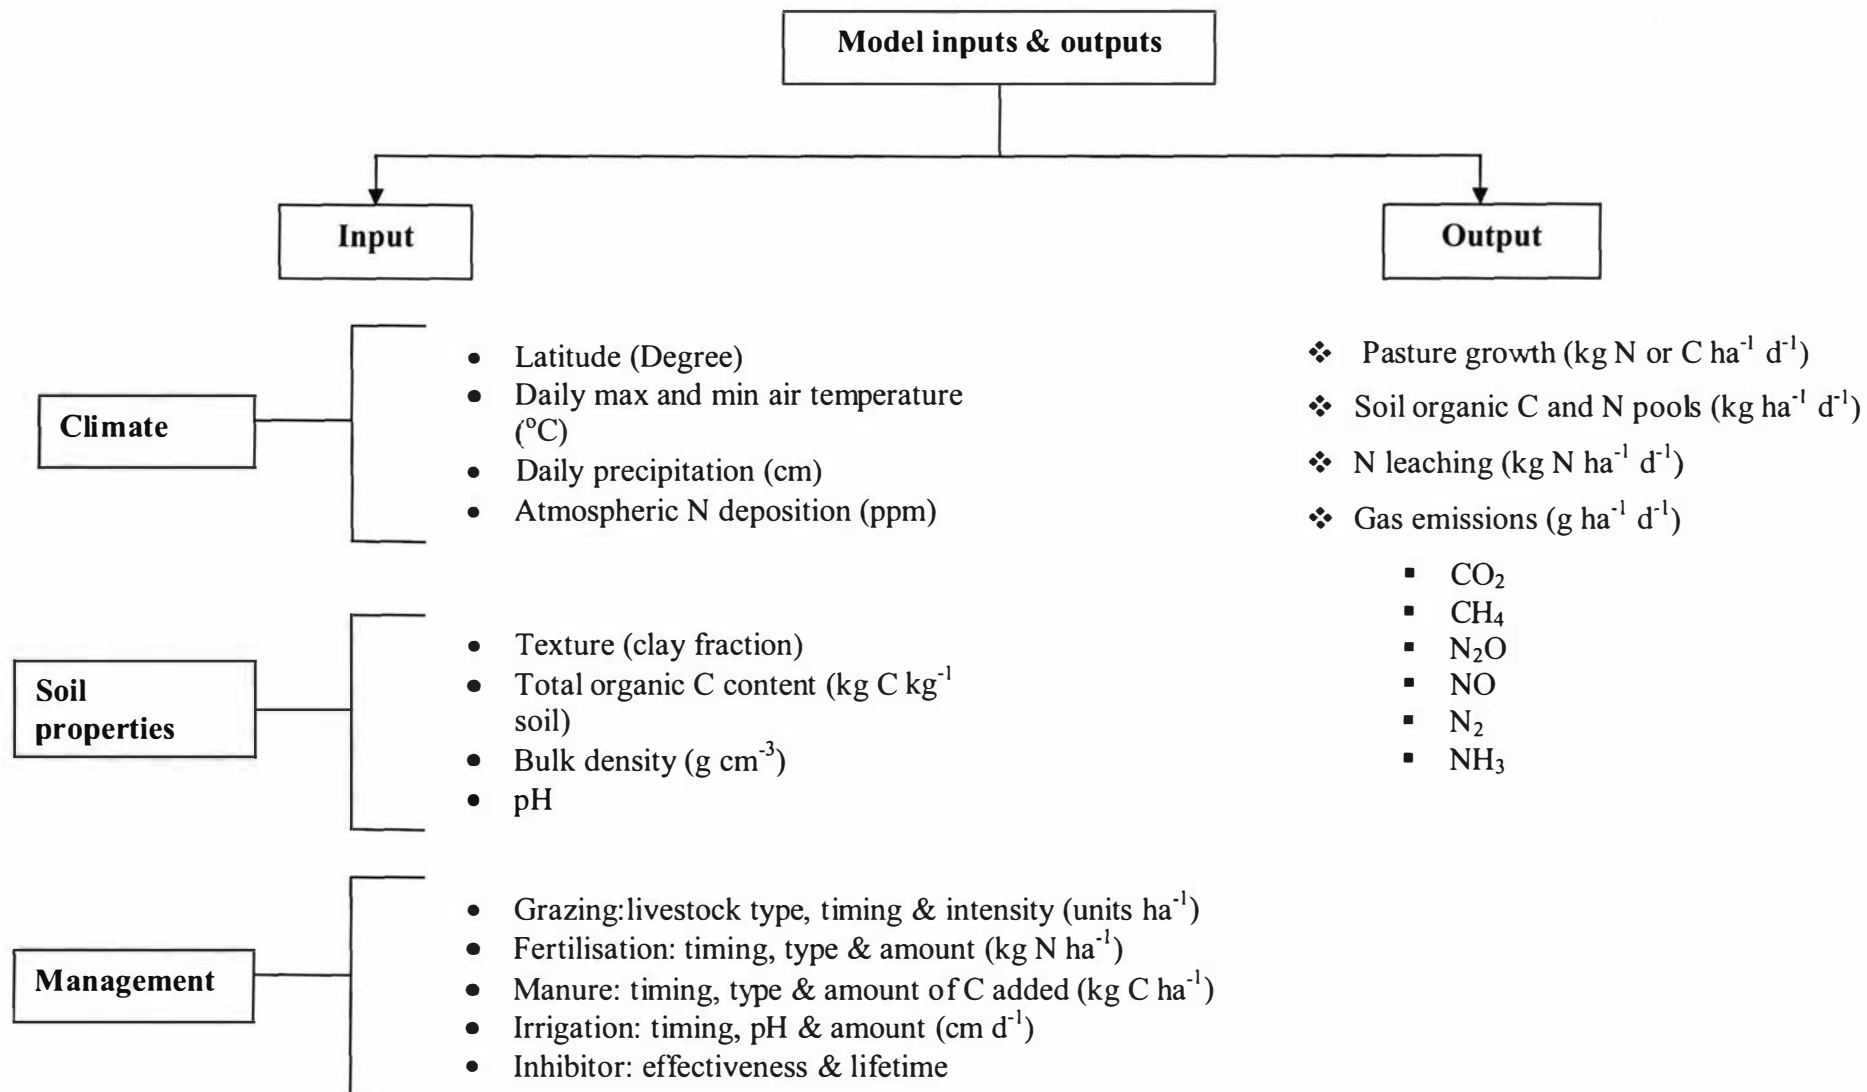 Model inputs & outputs
Input
Output
Climate
• Latitude (Degree)
• Daily max and min air temperature
(°C)
• Daily precipitation (cm)
• Atmospheric N deposition (ppm)
Soil
properties
• Texture (clay fraction)
• Total organic C content (kg C kg⁻¹
soil)
• Bulk density (g cm⁻³)
• pH
Management
• Grazing:livestock type, timing & intensity (units ha⁻¹)
• Fertilisation: timing, type & amount (kg N ha⁻¹)
• Manure: timing, type & amount of C added (kg C ha⁻¹)
• Irrigation: timing, pH & amount (cm d⁻¹)
• Inhibitor: effectiveness & lifetime
❖ Pasture growth (kg N or C ha⁻¹ d⁻¹)
❖ Soil organic C and N pools (kg ha⁻¹ d⁻¹)
❖ N leaching (kg N ha⁻¹ d⁻¹)
❖ Gas emissions (g ha⁻¹ d⁻¹)
▪ CO₂
▪ CH₄
▪ N₂O
▪ NO
▪ N₂
▪ NH₃